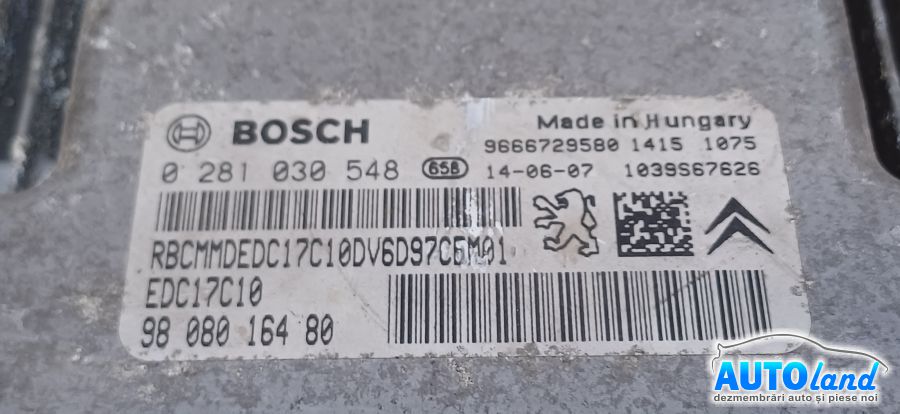 BOSCH
Made in Hungary
9666729580 1415 1075
0 281 030 548 658 14-06-07 1039S67626
RBCMMDEDC17C10DV6D97C5M01
EDC17C10
98 080 164 80
AUTOland
dezmembrări auto și piese noi